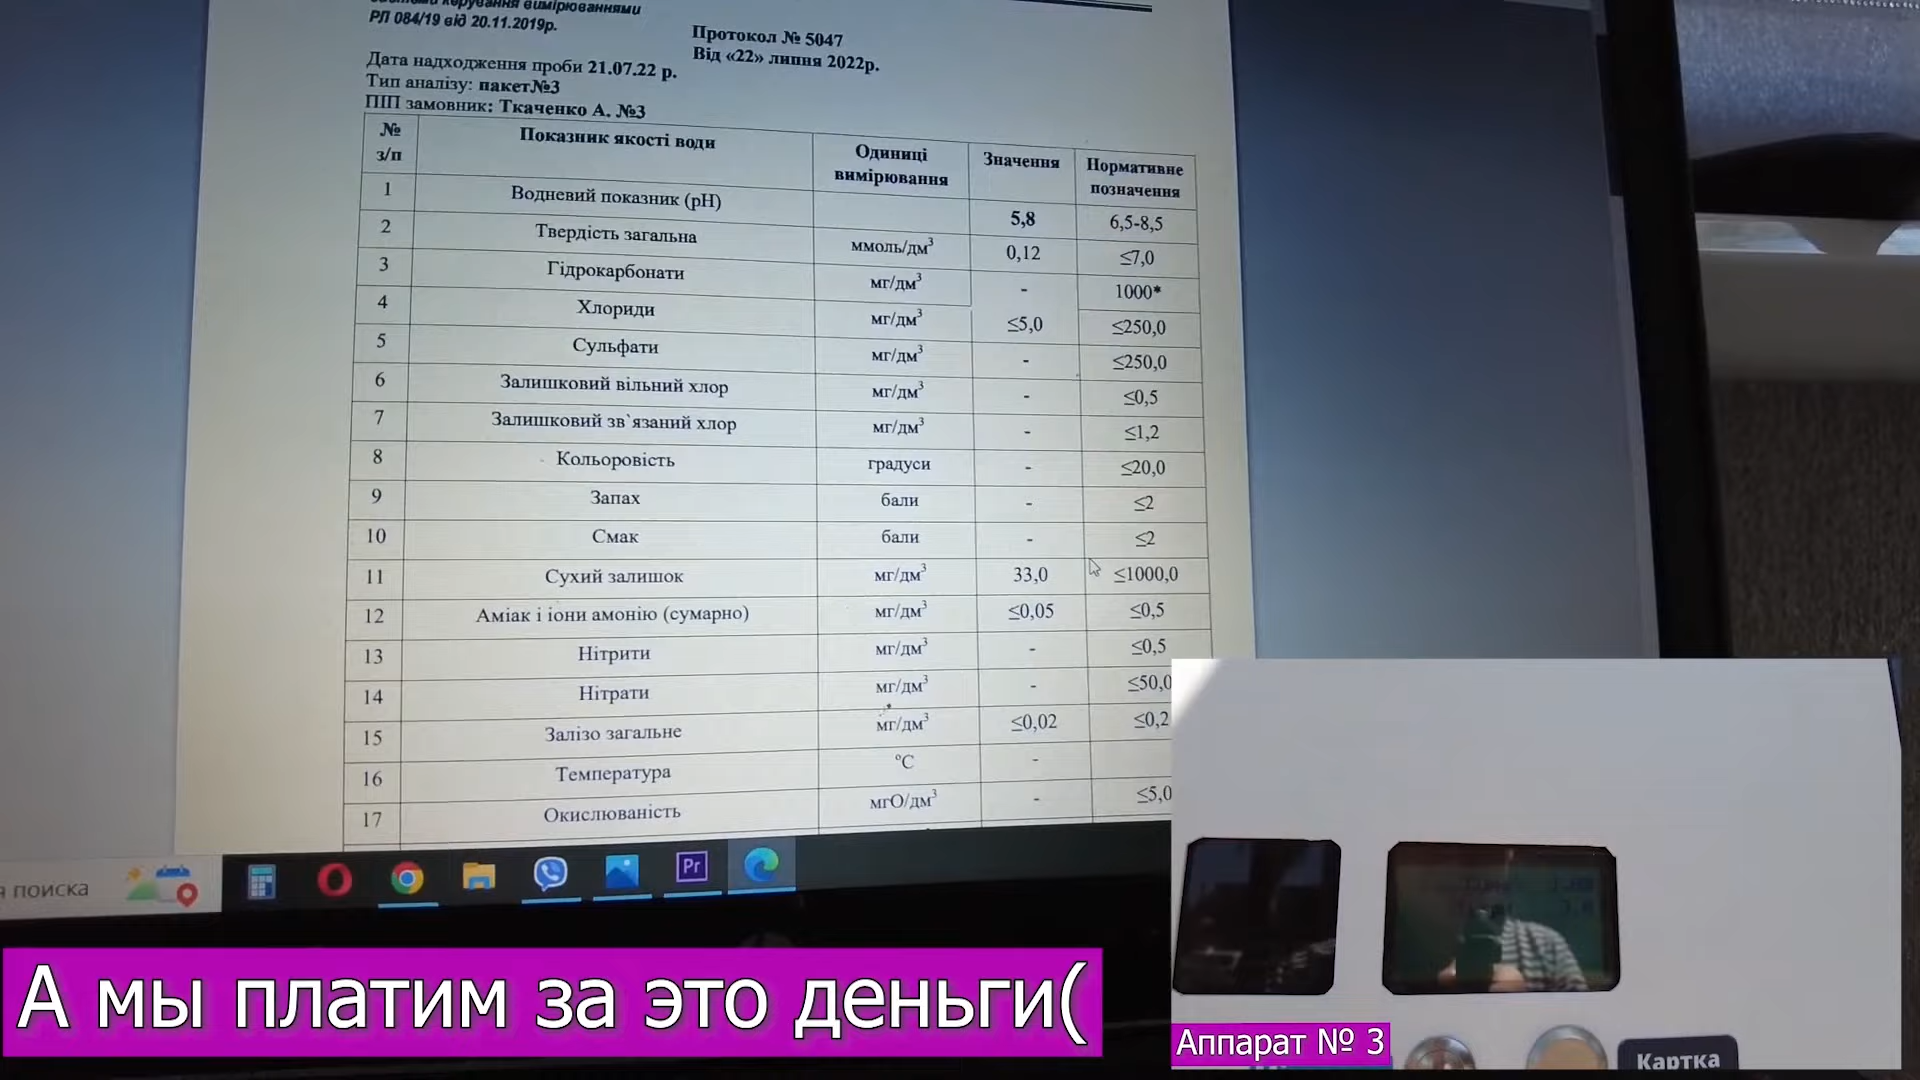 системи керування вимірюваннями
РЛ 084/19 від 20.11.2019р.
Протокол № 5047
Від «22» липня 2022р.
Дата надходження проби 21.07.22 р.
Тип аналізу: пакет№3
ПІП замовник: Ткаченко А. №3
№ з/п Показник якості води Одиниці вимірювання Значення Нормативне позначення
1 Водневий показник (pH) 5,8 6,5-8,5
2 Твердість загальна ммоль/дм³ 0,12 ≤7,0
3 Гідрокарбонати мг/дм³ - 1000*
4 Хлориди мг/дм³ ≤5,0 ≤250,0
5 Сульфати мг/дм³ - ≤250,0
6 Залишковий вільний хлор мг/дм³ - ≤0,5
7 Залишковий зв`язаний хлор мг/дм³ - ≤1,2
8 Кольоровість градуси - ≤20,0
9 Запах бали - ≤2
10 Смак бали - ≤2
11 Сухий залишок мг/дм³ 33,0 ≤1000,0
12 Аміак і іони амонію (сумарно) мг/дм³ ≤0,05 ≤0,5
13 Нітрити мг/дм³ - ≤0,5
14 Нітрати мг/дм³ - ≤50,0
15 Залізо загальне мг/дм³ ≤0,02 ≤0,2
16 Температура °С -
17 Окислюваність мгО/дм³ - ≤5,0
я поиска
Pr
А мы платим за это деньги(
Аппарат № 3
Картка